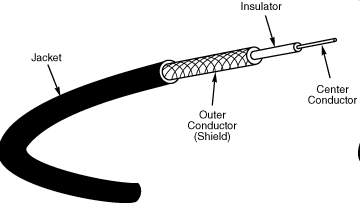 Insulator
Jacket
Center
Conductor
Outer
Conductor
(Shield)